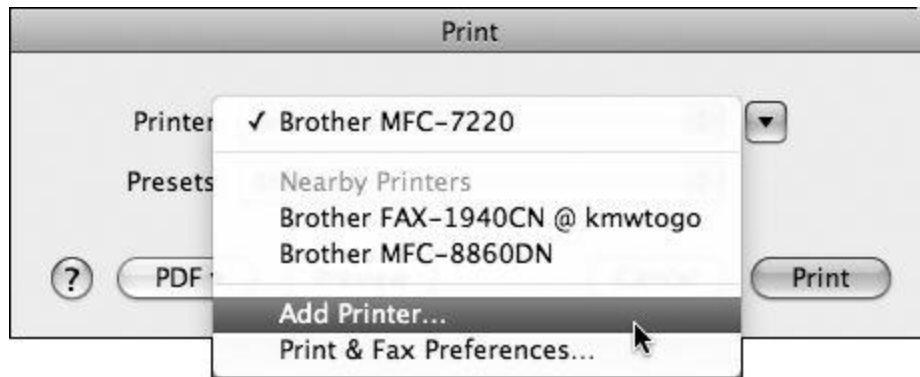 Print
Printer
✓ Brother MFC-7220
Presets
Nearby Printers
Brother FAX-1940CN @ kmwtogo
Brother MFC-8860DN
?
PDF
Print
Add Printer...
Print & Fax Preferences...